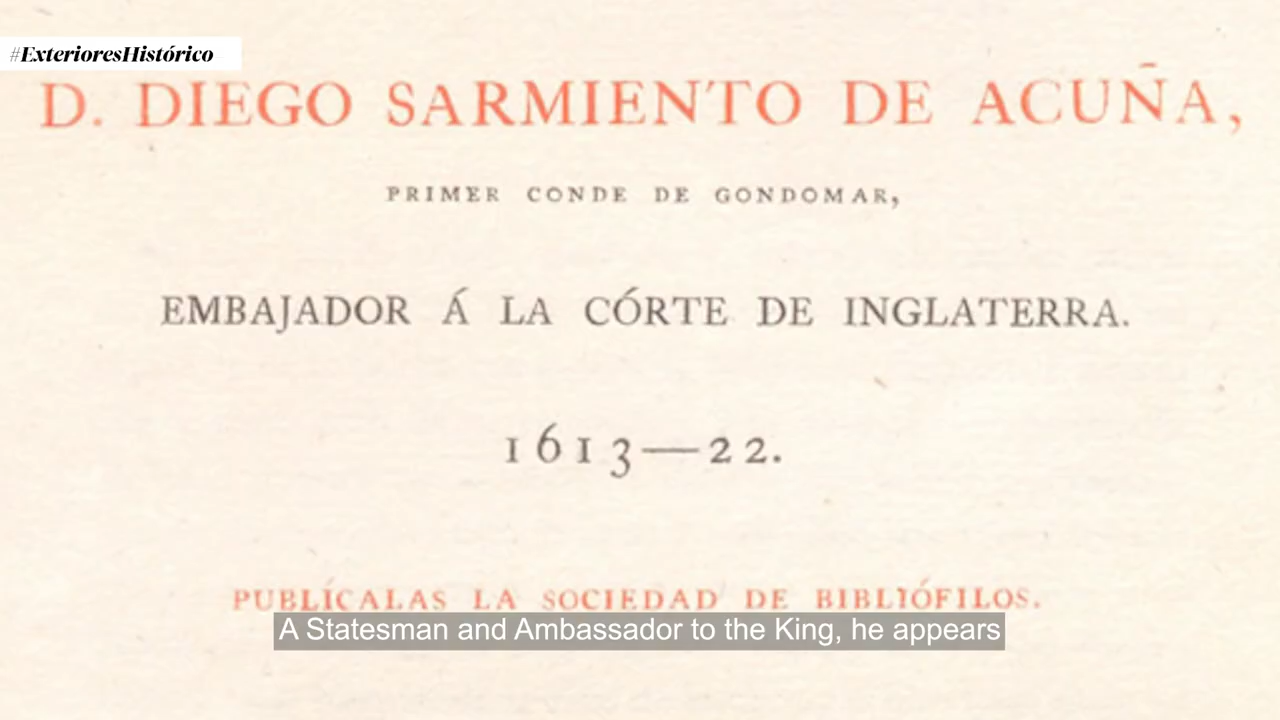 #ExterioresHistórico
D. DIEGO SARMIENTO DE ACUÑA,
PRIMER CONDE DE GONDOMAR,
EMBAJADOR Á LA CÓRTE DE INGLATERRA.
1613—22.
PUBLÍCALAS LA SOCIEDAD DE BIBLIÓFILOS.
A Statesman and Ambassador to the King, he appears